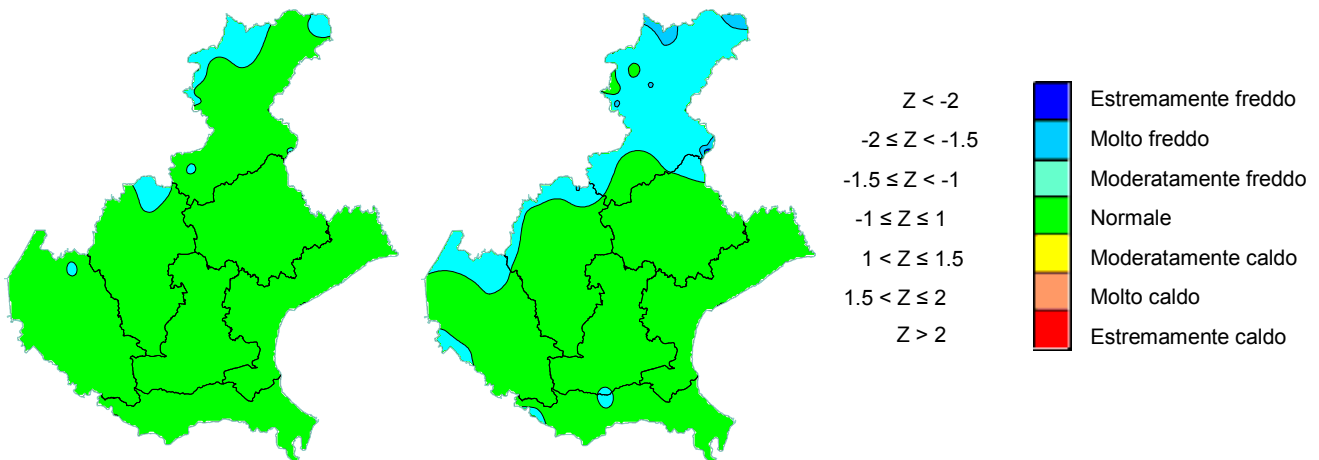 Z < -2 Estremamente freddo
-2 ≤ Z < -1.5 Molto freddo
-1.5 ≤ Z < -1 Moderatamente freddo
-1 ≤ Z ≤ 1 Normale
1 < Z ≤ 1.5 Moderatamente caldo
1.5 < Z ≤ 2 Molto caldo
Z > 2 Estremamente caldo